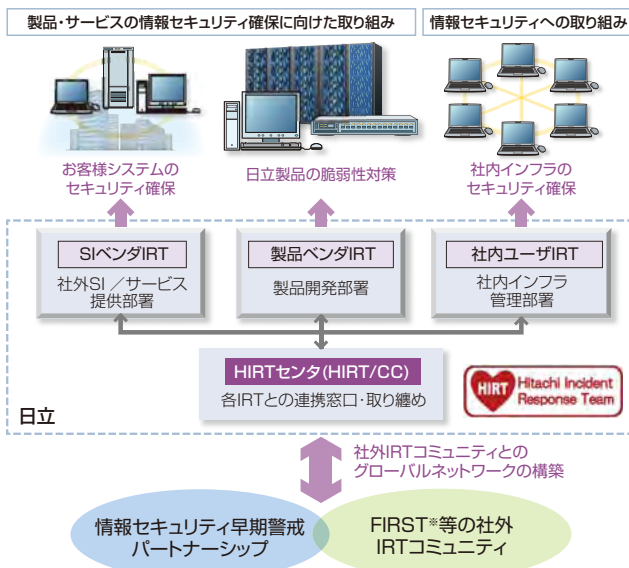 製品・サービスの情報セキュリティ確保に向けた取り組み
情報セキュリティへの取り組み
お客様システムの
セキュリティ確保
日立製品の脆弱性対策
社内インフラの
セキュリティ確保
SIベンダIRT
社外SI／サービス
提供部署
製品ベンダIRT
製品開発部署
社内ユーザIRT
社内インフラ
管理部署
HIRTセンタ(HIRT/CC)
各IRTとの連携窓口・取り纏め
HIRT
Hitachi Incident
Response Team
日立
社外IRTコミュニティとの
グローバルネットワークの構築
情報セキュリティ早期警戒
パートナーシップ
FIRST※等の社外
IRTコミュニティ